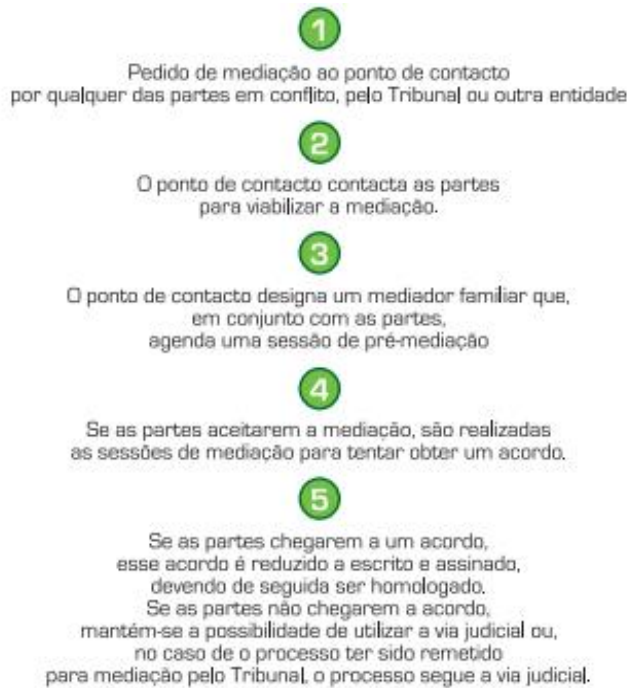 1
Pedido de mediação ao ponto de contacto
por qualquer das partes em conflito, pelo Tribunal ou outra entidade
2
O ponto de contacto contacta as partes
para viabilizar a mediação.
3
O ponto de contacto designa um mediador familiar que,
em conjunto com as partes,
agenda uma sessão de pré-mediação
4
Se as partes aceitarem a mediação, são realizadas
as sessões de mediação para tentar obter um acordo.
5
Se as partes chegarem a um acordo,
esse acordo é reduzido a escrito e assinado,
devendo de seguida ser homologado.
Se as partes não chegarem a acordo,
mantém-se a possibilidade de utilizar a via judicial ou,
no caso de o processo ter sido remetido
para mediação pelo Tribunal, o processo segue a via judicial.